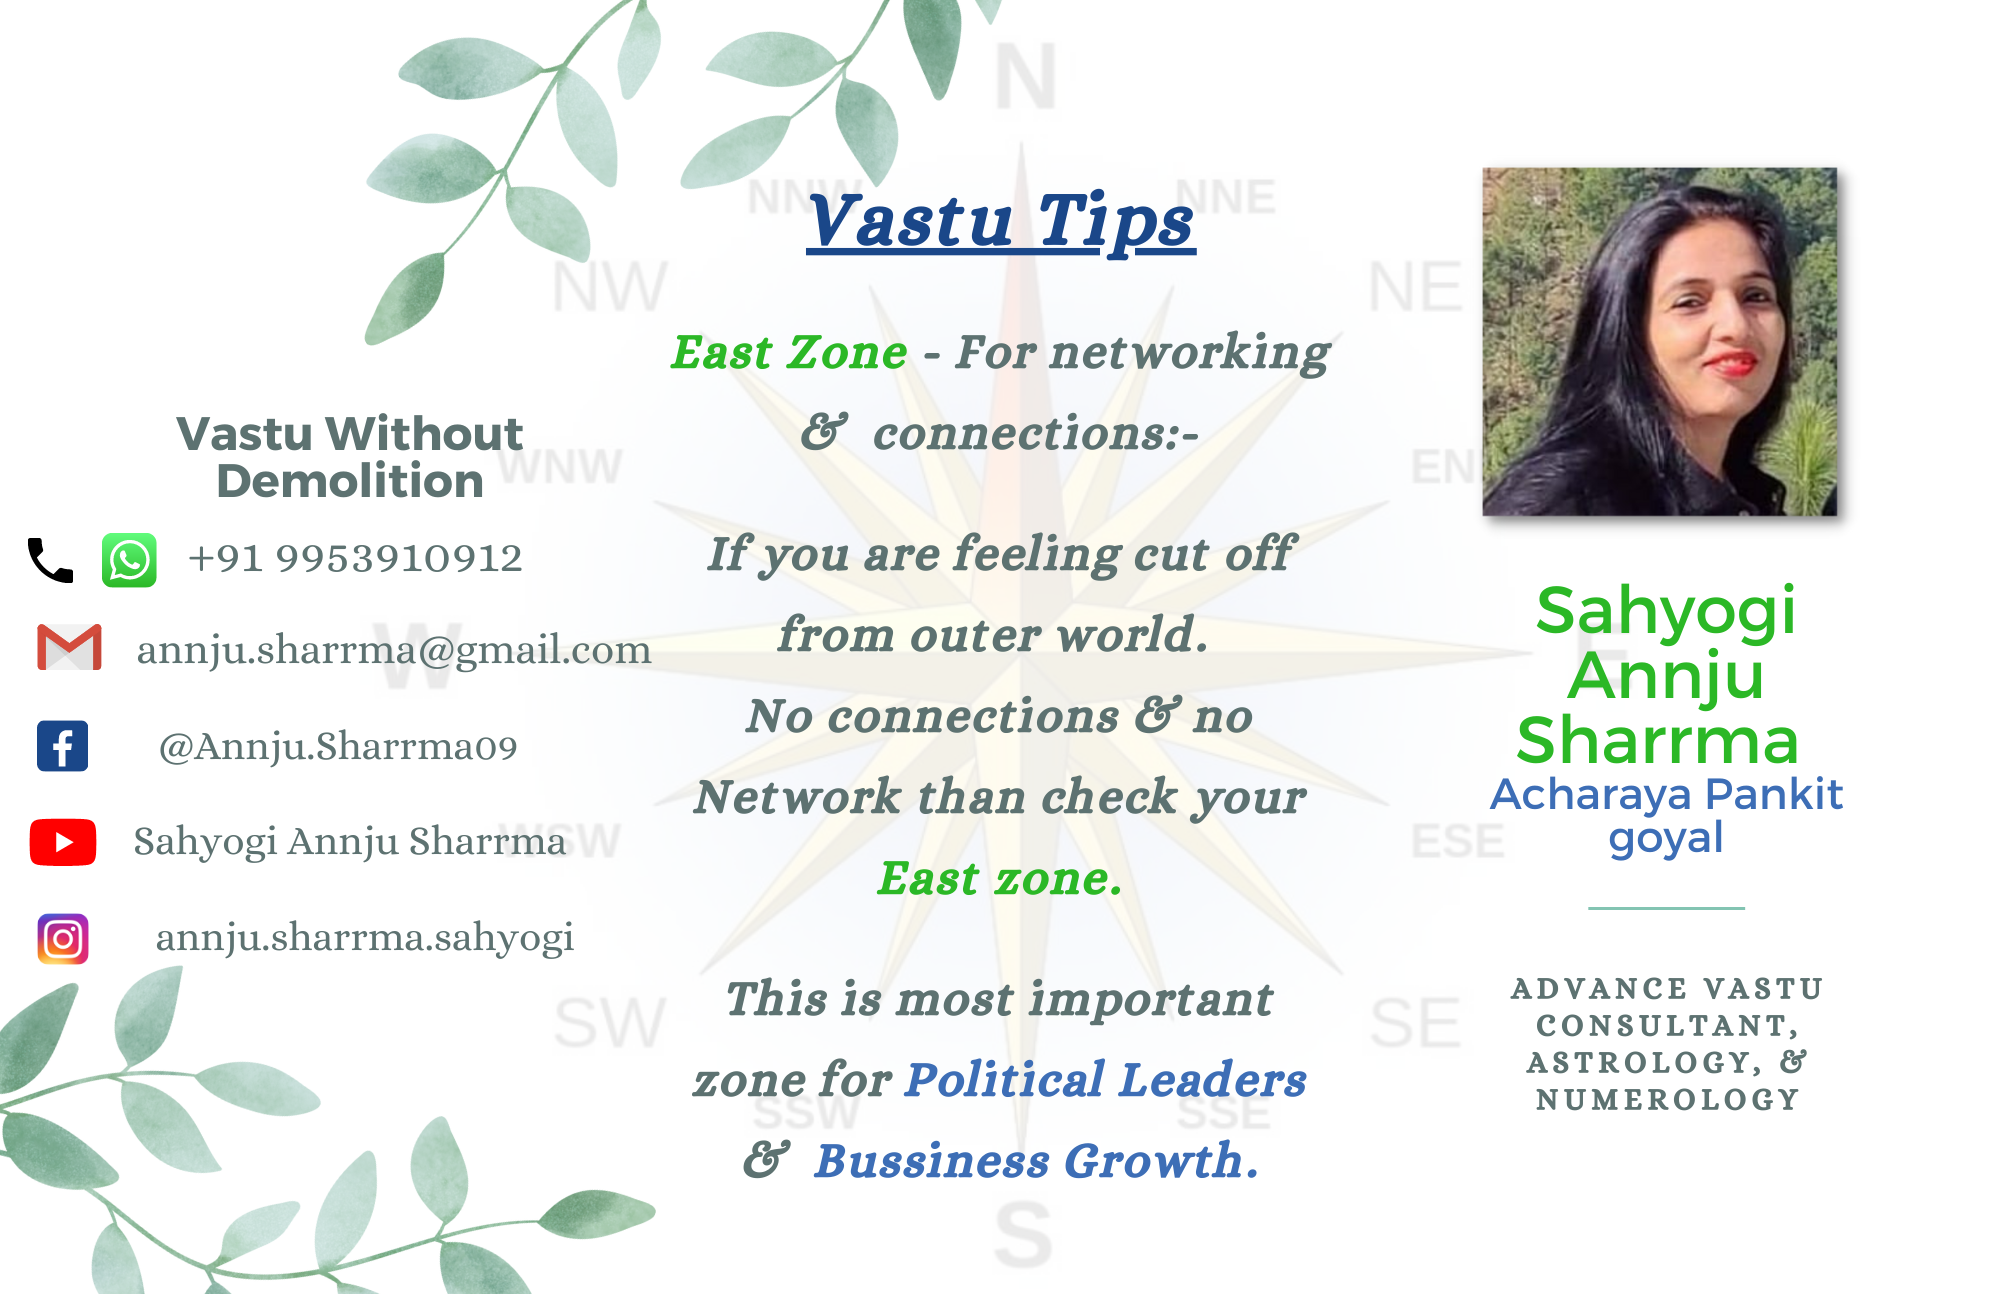 Vastu Without
Demolition
+91 9953910912
annju.sharrma@gmail.com
@Annju.Sharrma09
Sahyogi Annju Sharrma
annju.sharrma.sahyogi
Vastu Tips
East Zone - For networking
& connections:-
If you are feeling cut off
from outer world.
No connections & no
Network than check your
East zone.
This is most important
zone for Political Leaders
& Bussiness Growth.
Sahyogi
Annju
Sharrma
Acharaya Pankit
goyal
ADVANCE VASTU
CONSULTANT,
ASTROLOGY, &
NUMEROLOGY
N
NNW
NNE
NW
NE
WNW
EN
W
E
WSW
ESE
SW
SE
SSW
SSE
S